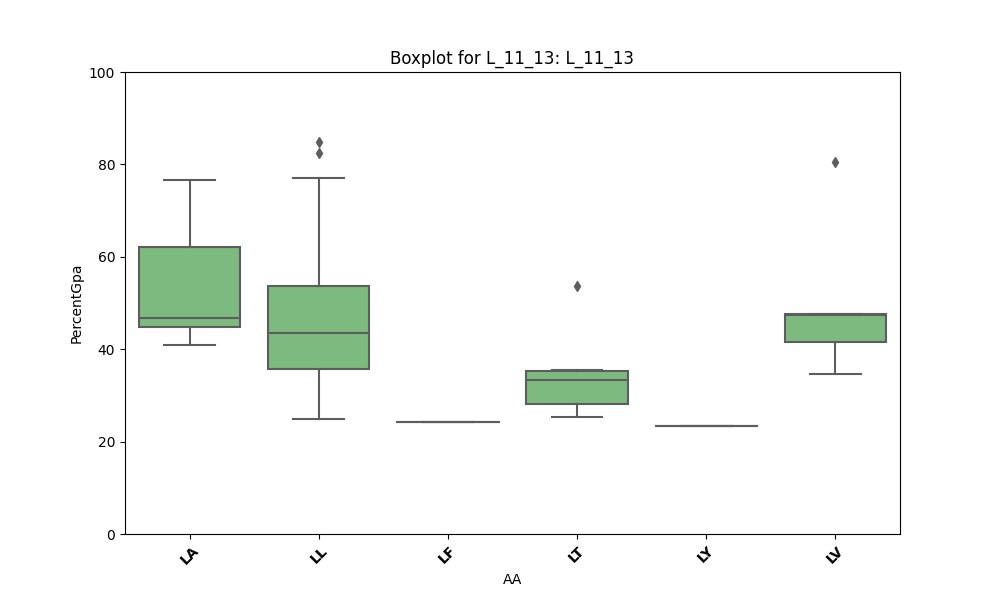 Boxplot for L_11_13: L_11_13
PercentGpa
100
80
60
40
20
0
LA
LL
LF
LT
LY
LV
AA